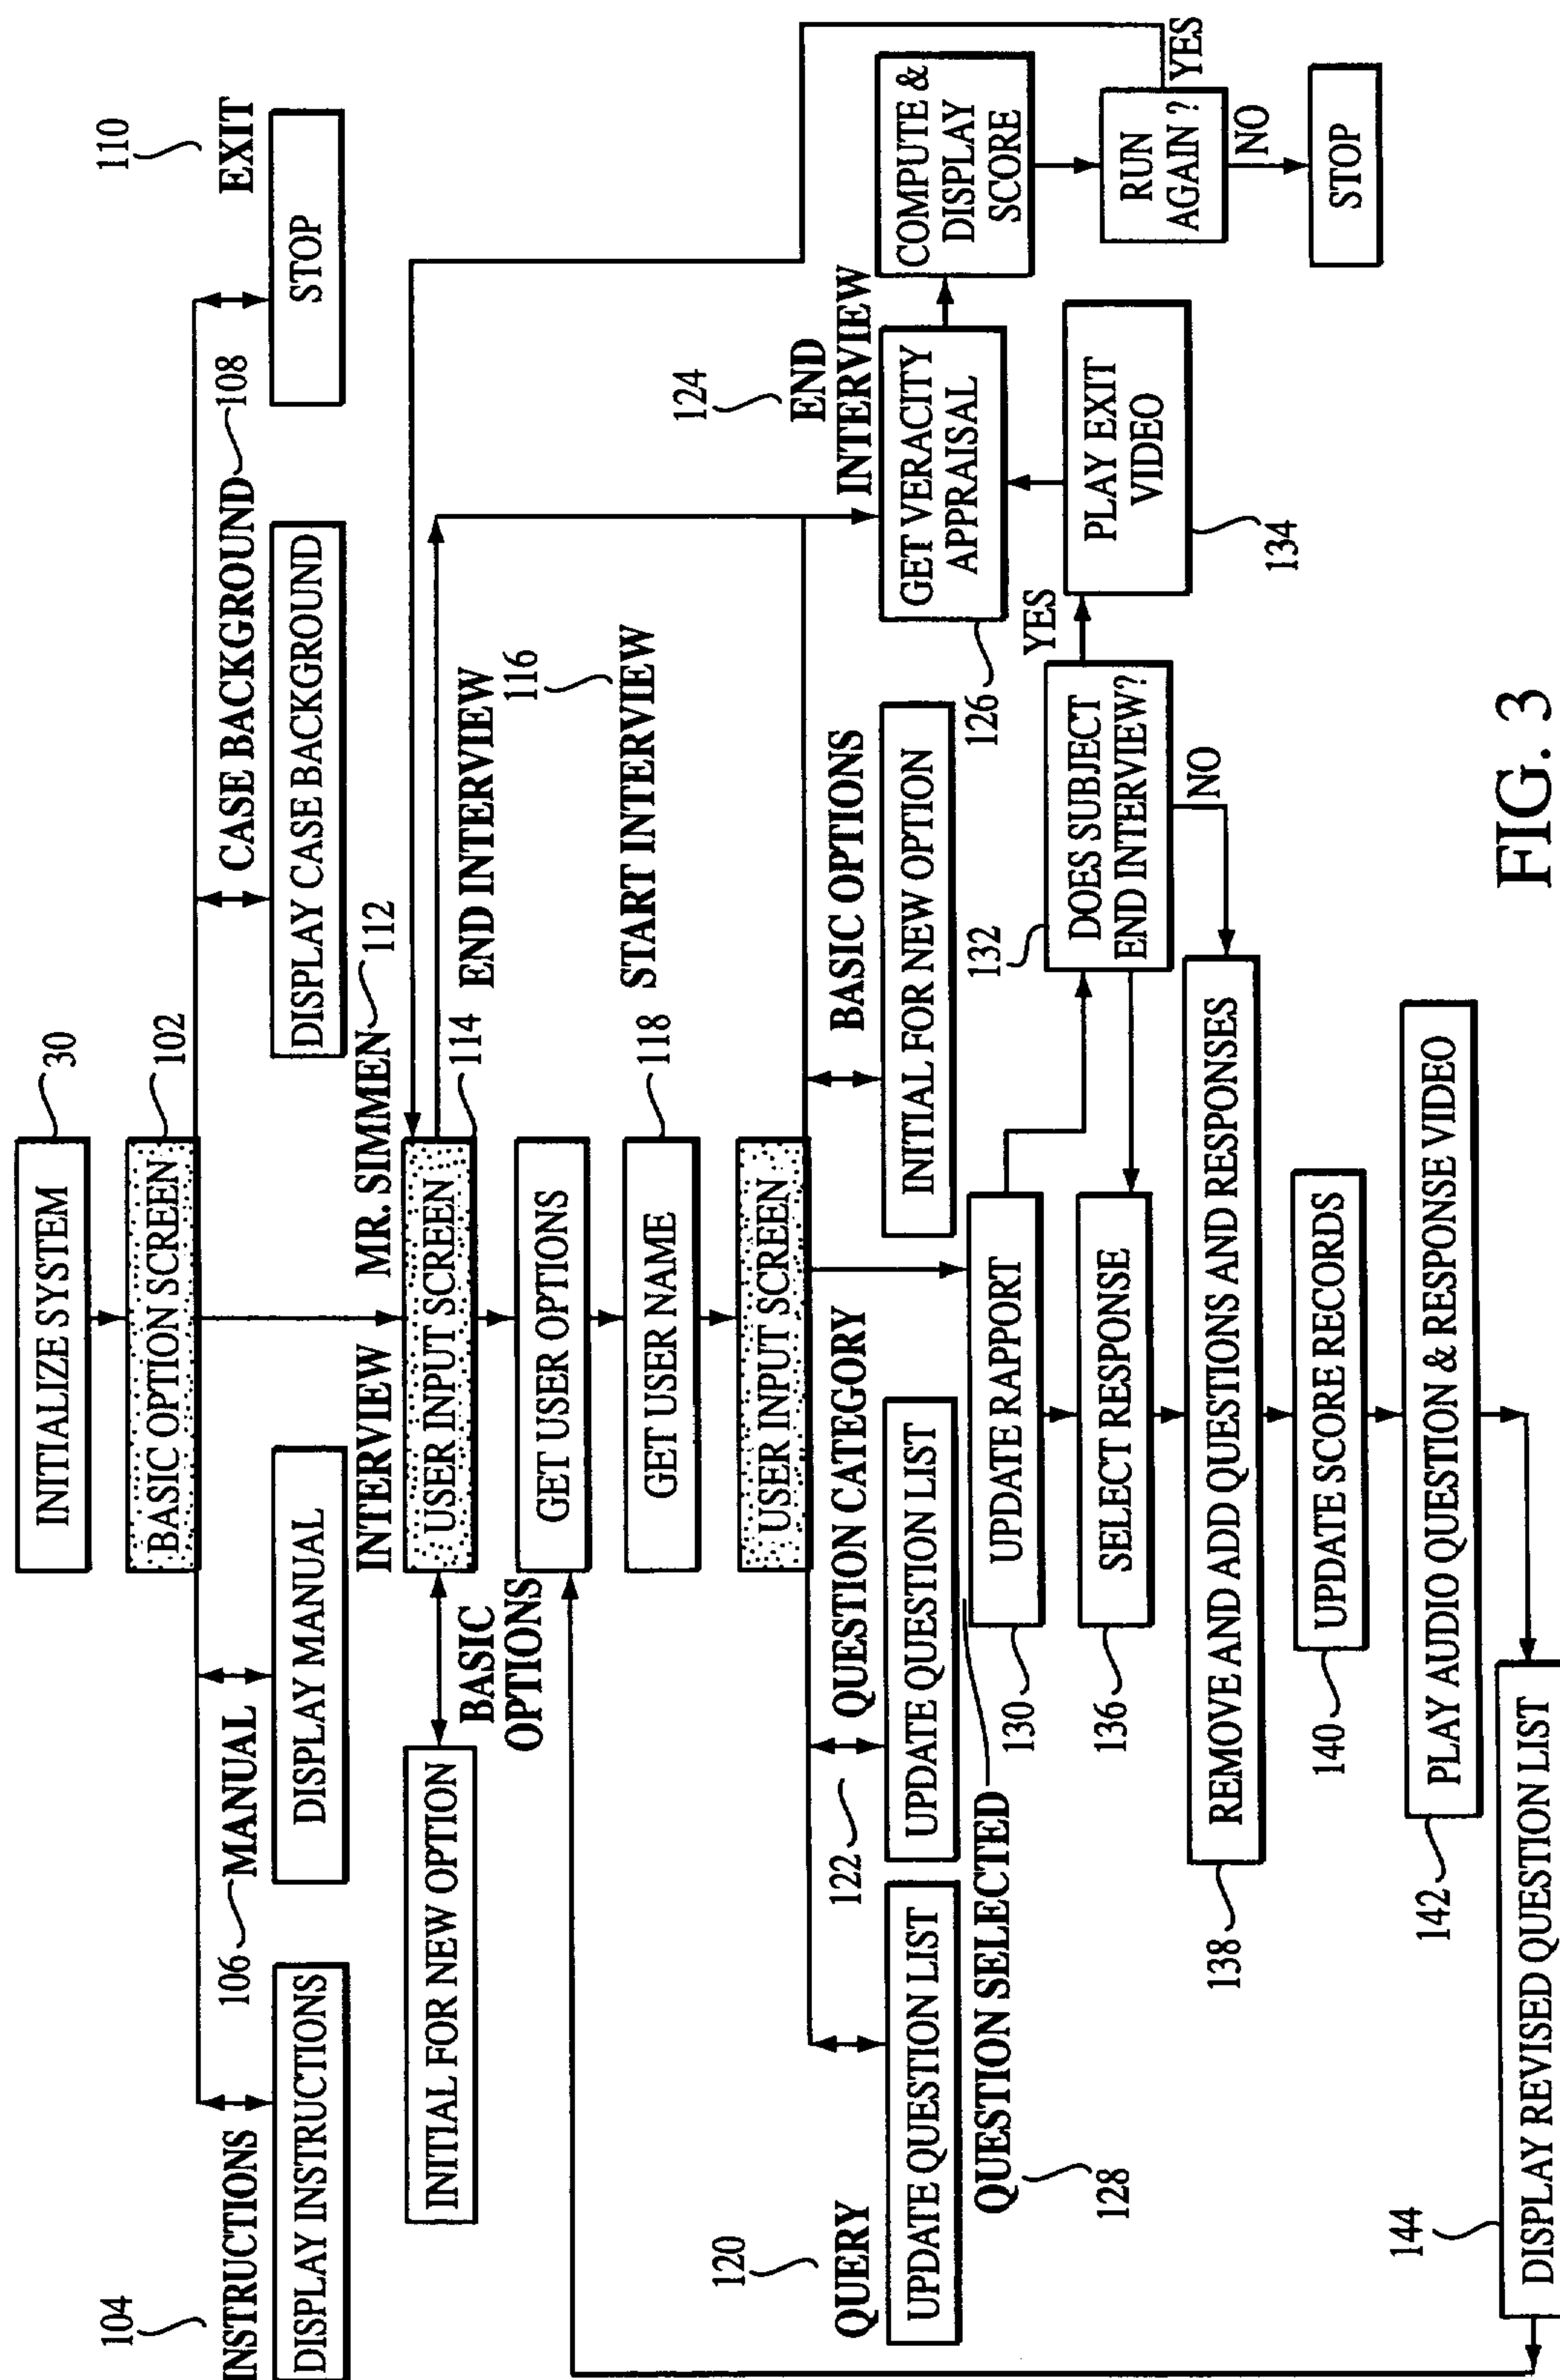 INITIALIZE SYSTEM
30
BASIC OPTION SCREEN
102
104
INSTRUCTIONS
DISPLAY INSTRUCTIONS
106
MANUAL
DISPLAY MANUAL
CASE BACKGROUND
108
DISPLAY CASE BACKGROUND
110
EXIT
STOP
INTERVIEW
MR. SIMMEN
112
INITIAL FOR NEW OPTION
BASIC
OPTIONS
USER INPUT SCREEN
114
END INTERVIEW
116
START INTERVIEW
GET USER OPTIONS
GET USER NAME
118
USER INPUT SCREEN
120
QUERY
UPDATE QUESTION LIST
122
QUESTION CATEGORY
UPDATE QUESTION LIST
BASIC OPTIONS
INITIAL FOR NEW OPTION
124
END
INTERVIEW
GET VERACITY
APPRAISAL
126
COMPUTE &
DISPLAY
SCORE
RUN
AGAIN ?
YES
NO
STOP
QUESTION SELECTED
128
UPDATE RAPPORT
130
132
DOES SUBJECT
END INTERVIEW?
YES
NO
PLAY EXIT
VIDEO
134
SELECT RESPONSE
136
REMOVE AND ADD QUESTIONS AND RESPONSES
138
UPDATE SCORE RECORDS
140
PLAY AUDIO QUESTION & RESPONSE VIDEO
142
144
DISPLAY REVISED QUESTION LIST
FIG. 3